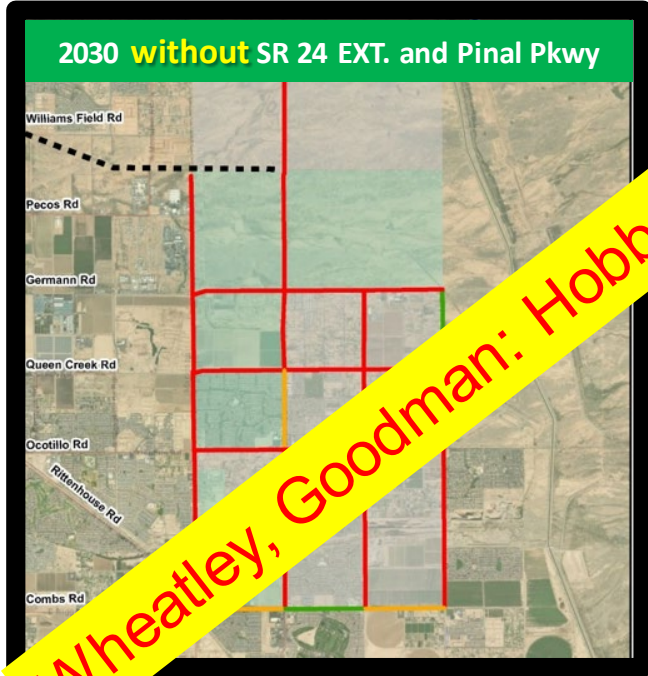 2030 without SR 24 EXT. and Pinal Pkwy
Williams Field Rd
Pecos Rd
Germann Rd
Queen Creek Rd
Ocotillo Rd
Rittenhouse Rd
Combs Rd
Wheatley, Goodman: Hobb